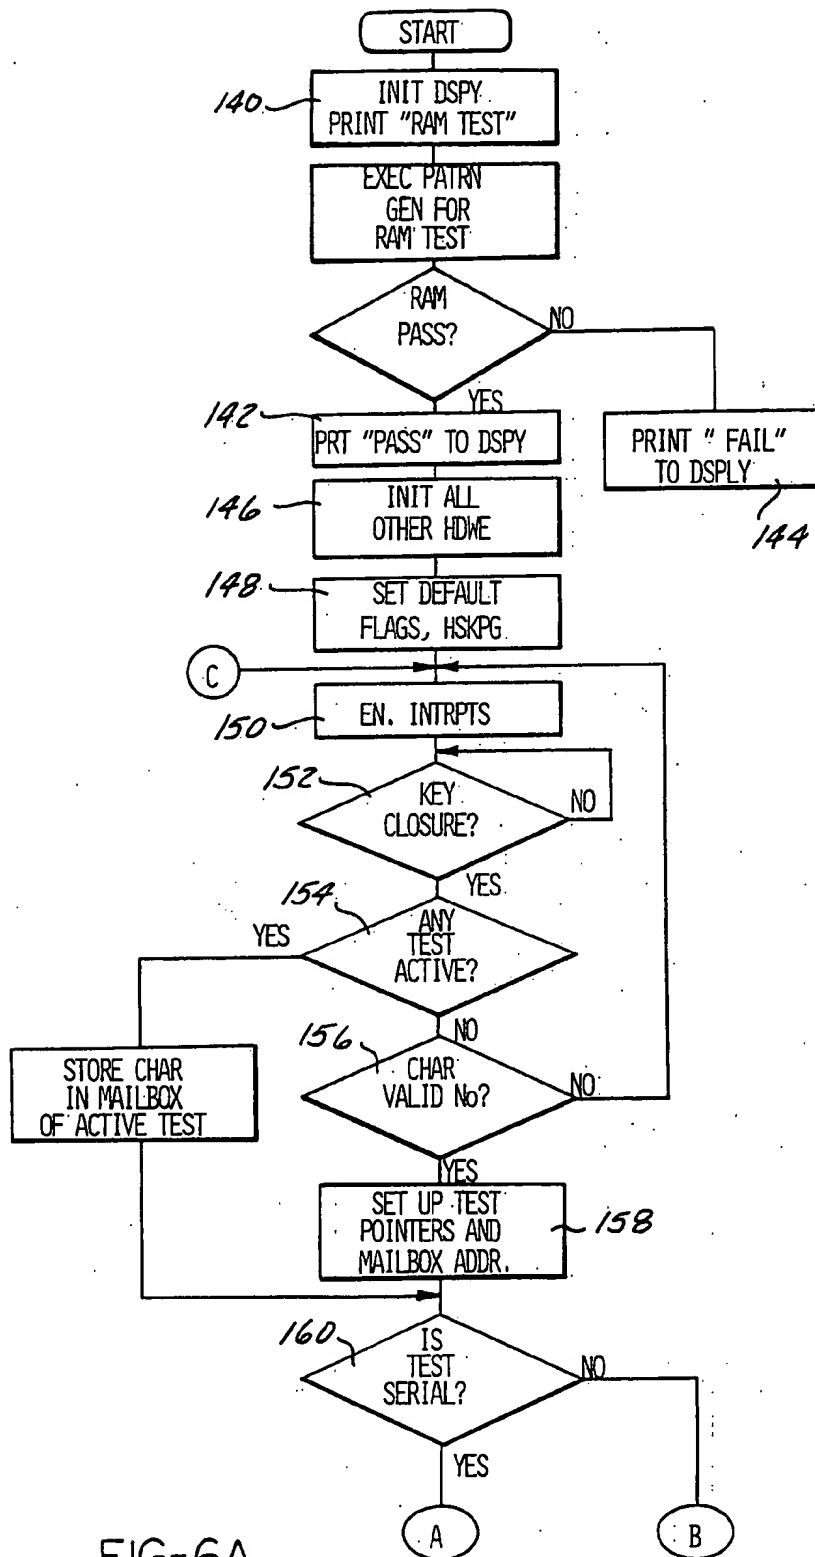 START
140
INIT DSPY
PRINT "RAM TEST"
EXEC PATRN
GEN FOR
RAM TEST
RAM
PASS?
NO
YES
142
PRT "PASS" TO DSPY
PRINT " FAIL"
TO DSPLY
144
146
INIT ALL
OTHER HDWE
148
SET DEFAULT
FLAGS, HSKPG
C
150
EN. INTRPTS
152
KEY
CLOSURE?
NO
YES
154
ANY
TEST
ACTIVE?
YES
NO
156
CHAR
VALID No?
NO
STORE CHAR
IN MAILBOX
OF ACTIVE TEST
YES
SET UP TEST
POINTERS AND
MAILBOX ADDR.
158
160
IS
TEST
SERIAL?
NO
YES
A
B
FIG-6A